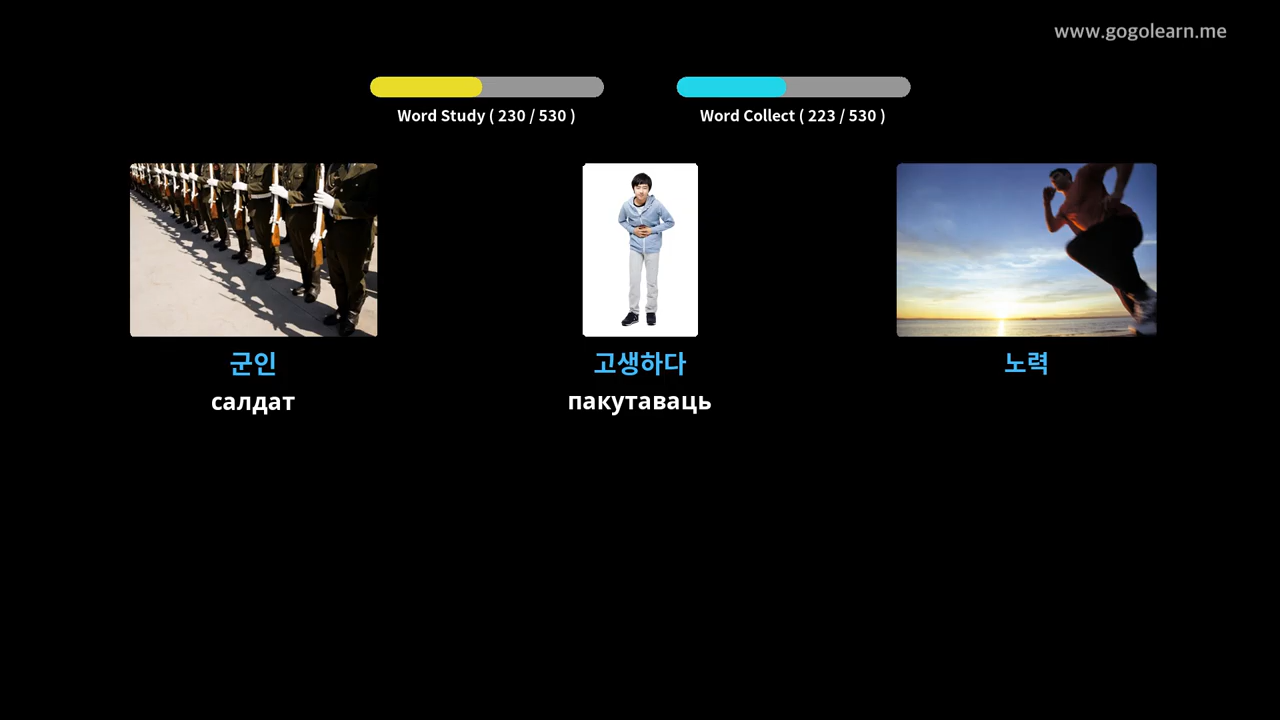 www.gogolearn.me
Word Study ( 230 / 530 )
Word Collect ( 223 / 530 )
군인
고생하다
노력
салдат
пакутаваць